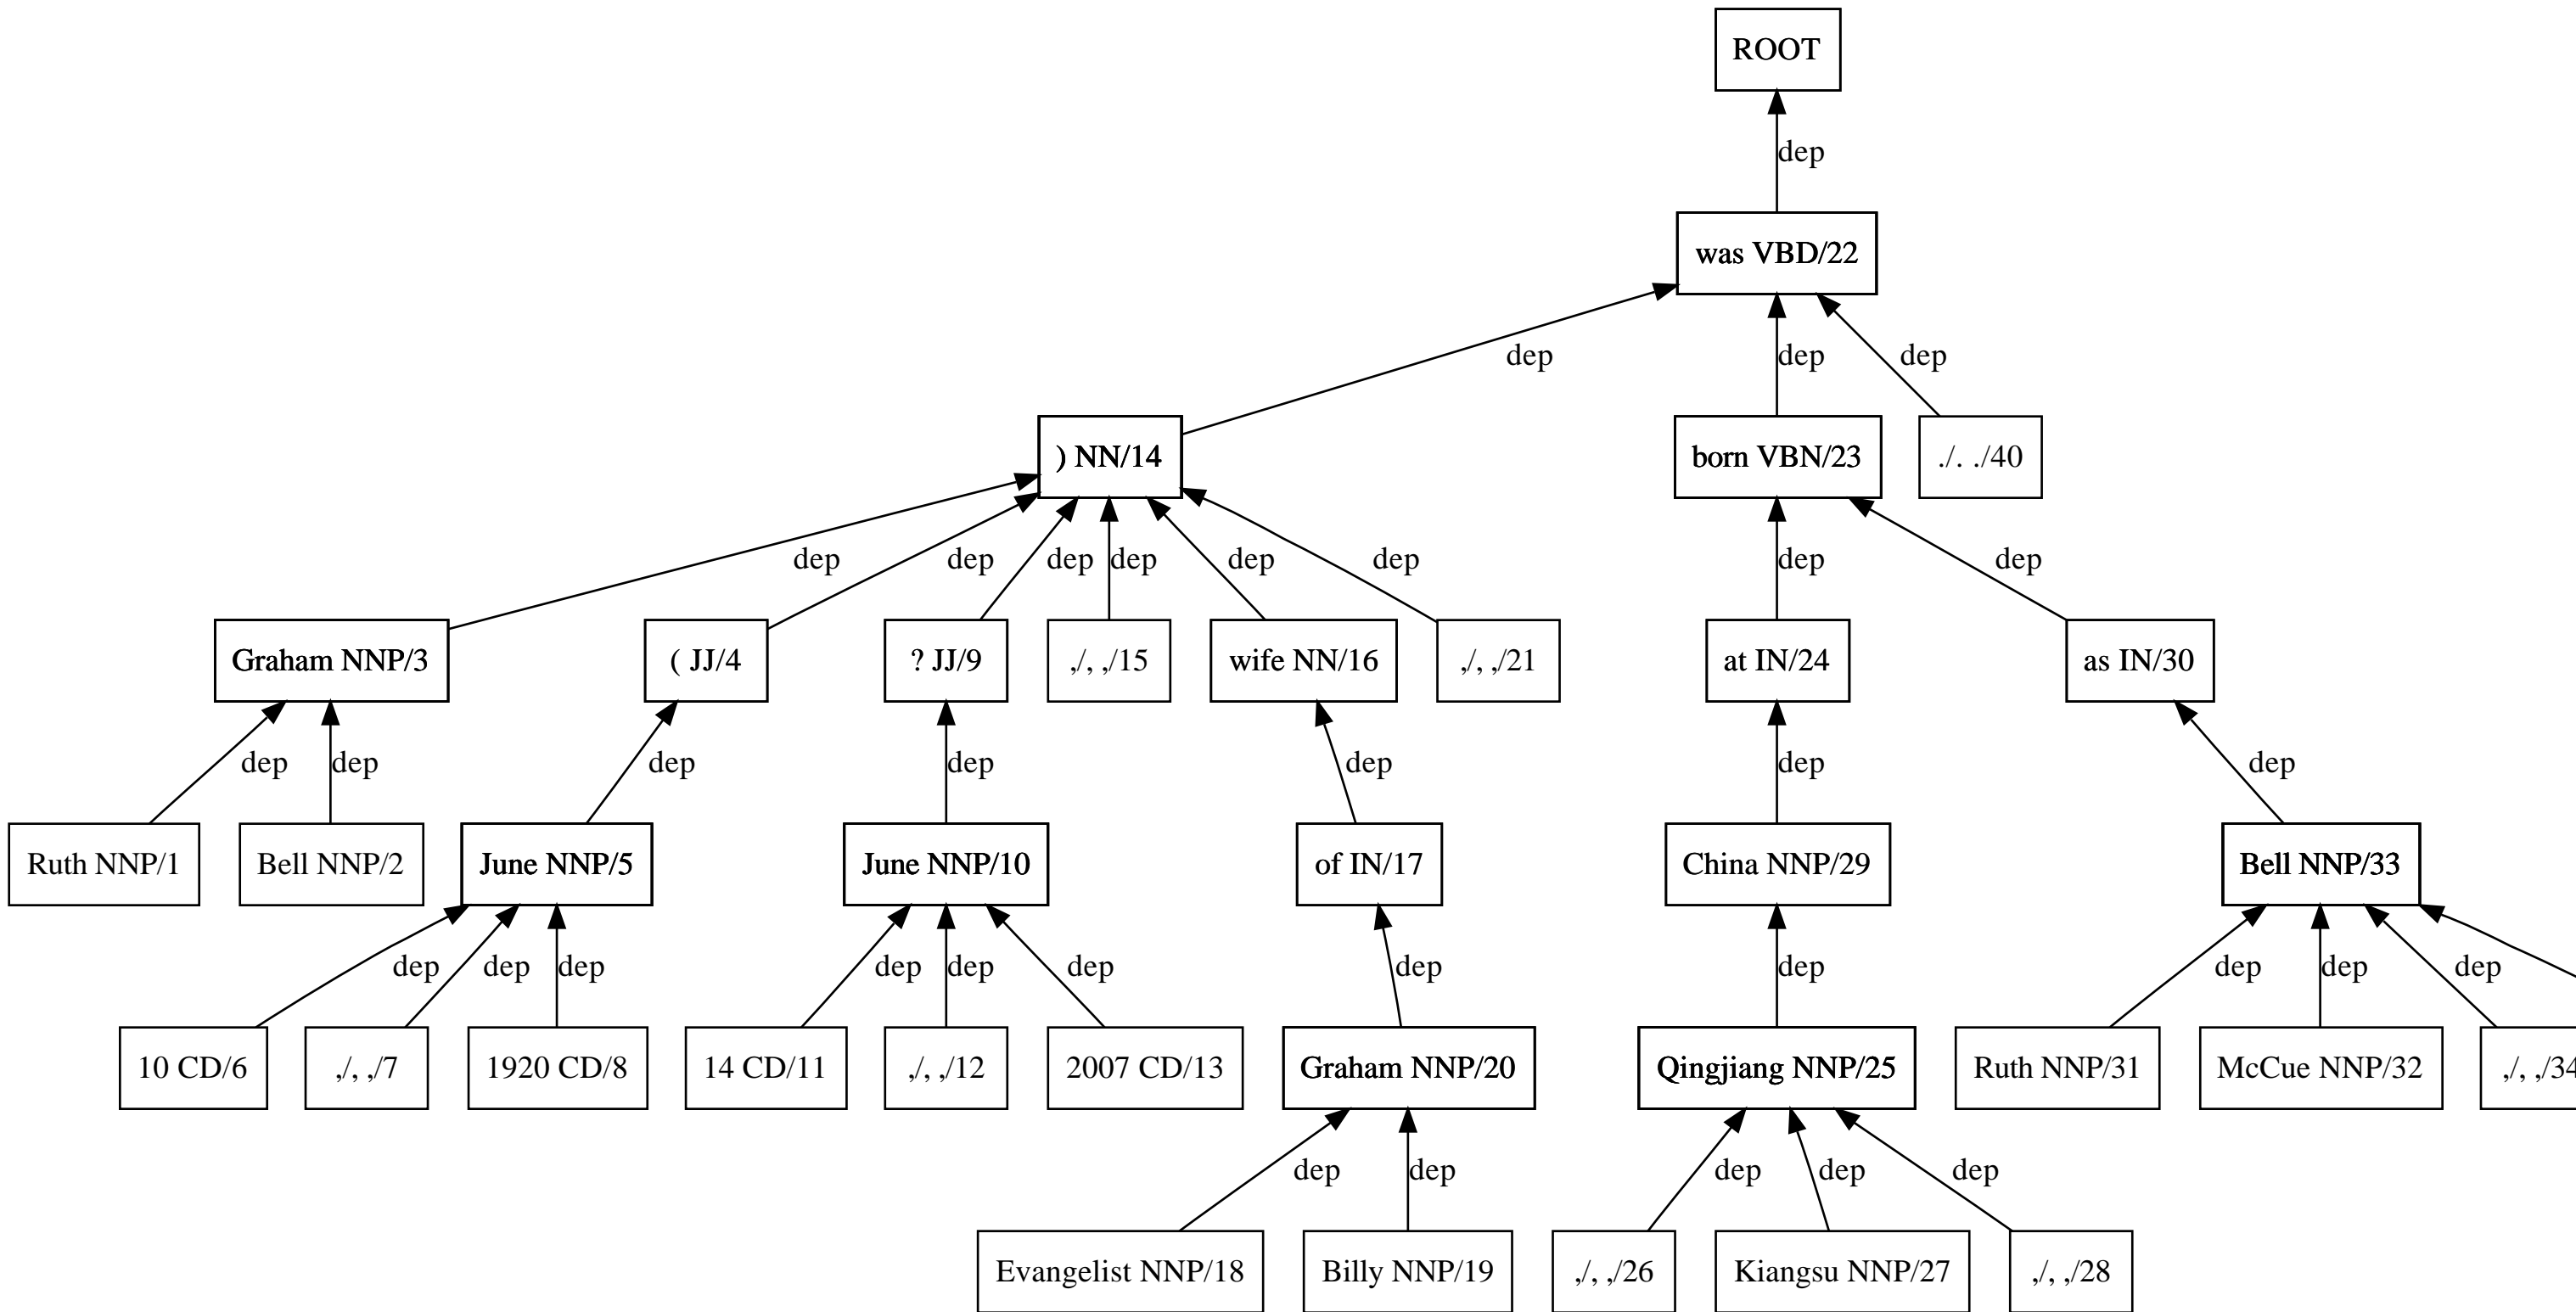 ROOT
dep
was VBD/22
dep dep dep
) NN/14 born VBN/23 ./. ./40
dep dep dep dep dep dep dep dep
Graham NNP/3 ( JJ/4 ? JJ/9 ,/, ,/15 wife NN/16 ,/, ,/21 at IN/24 as IN/30
dep dep dep dep dep dep dep
Ruth NNP/1 Bell NNP/2 June NNP/5 June NNP/10 of IN/17 China NNP/29 Bell NNP/33
dep dep dep dep dep dep dep dep dep dep dep
10 CD/6 ,/, ,/7 1920 CD/8 14 CD/11 ,/, ,/12 2007 CD/13 Graham NNP/20 Qingjiang NNP/25 Ruth NNP/31 McCue NNP/32 ,/, ,/34
dep dep dep dep dep
Evangelist NNP/18 Billy NNP/19 ,/, ,/26 Kiangsu NNP/27 ,/, ,/28